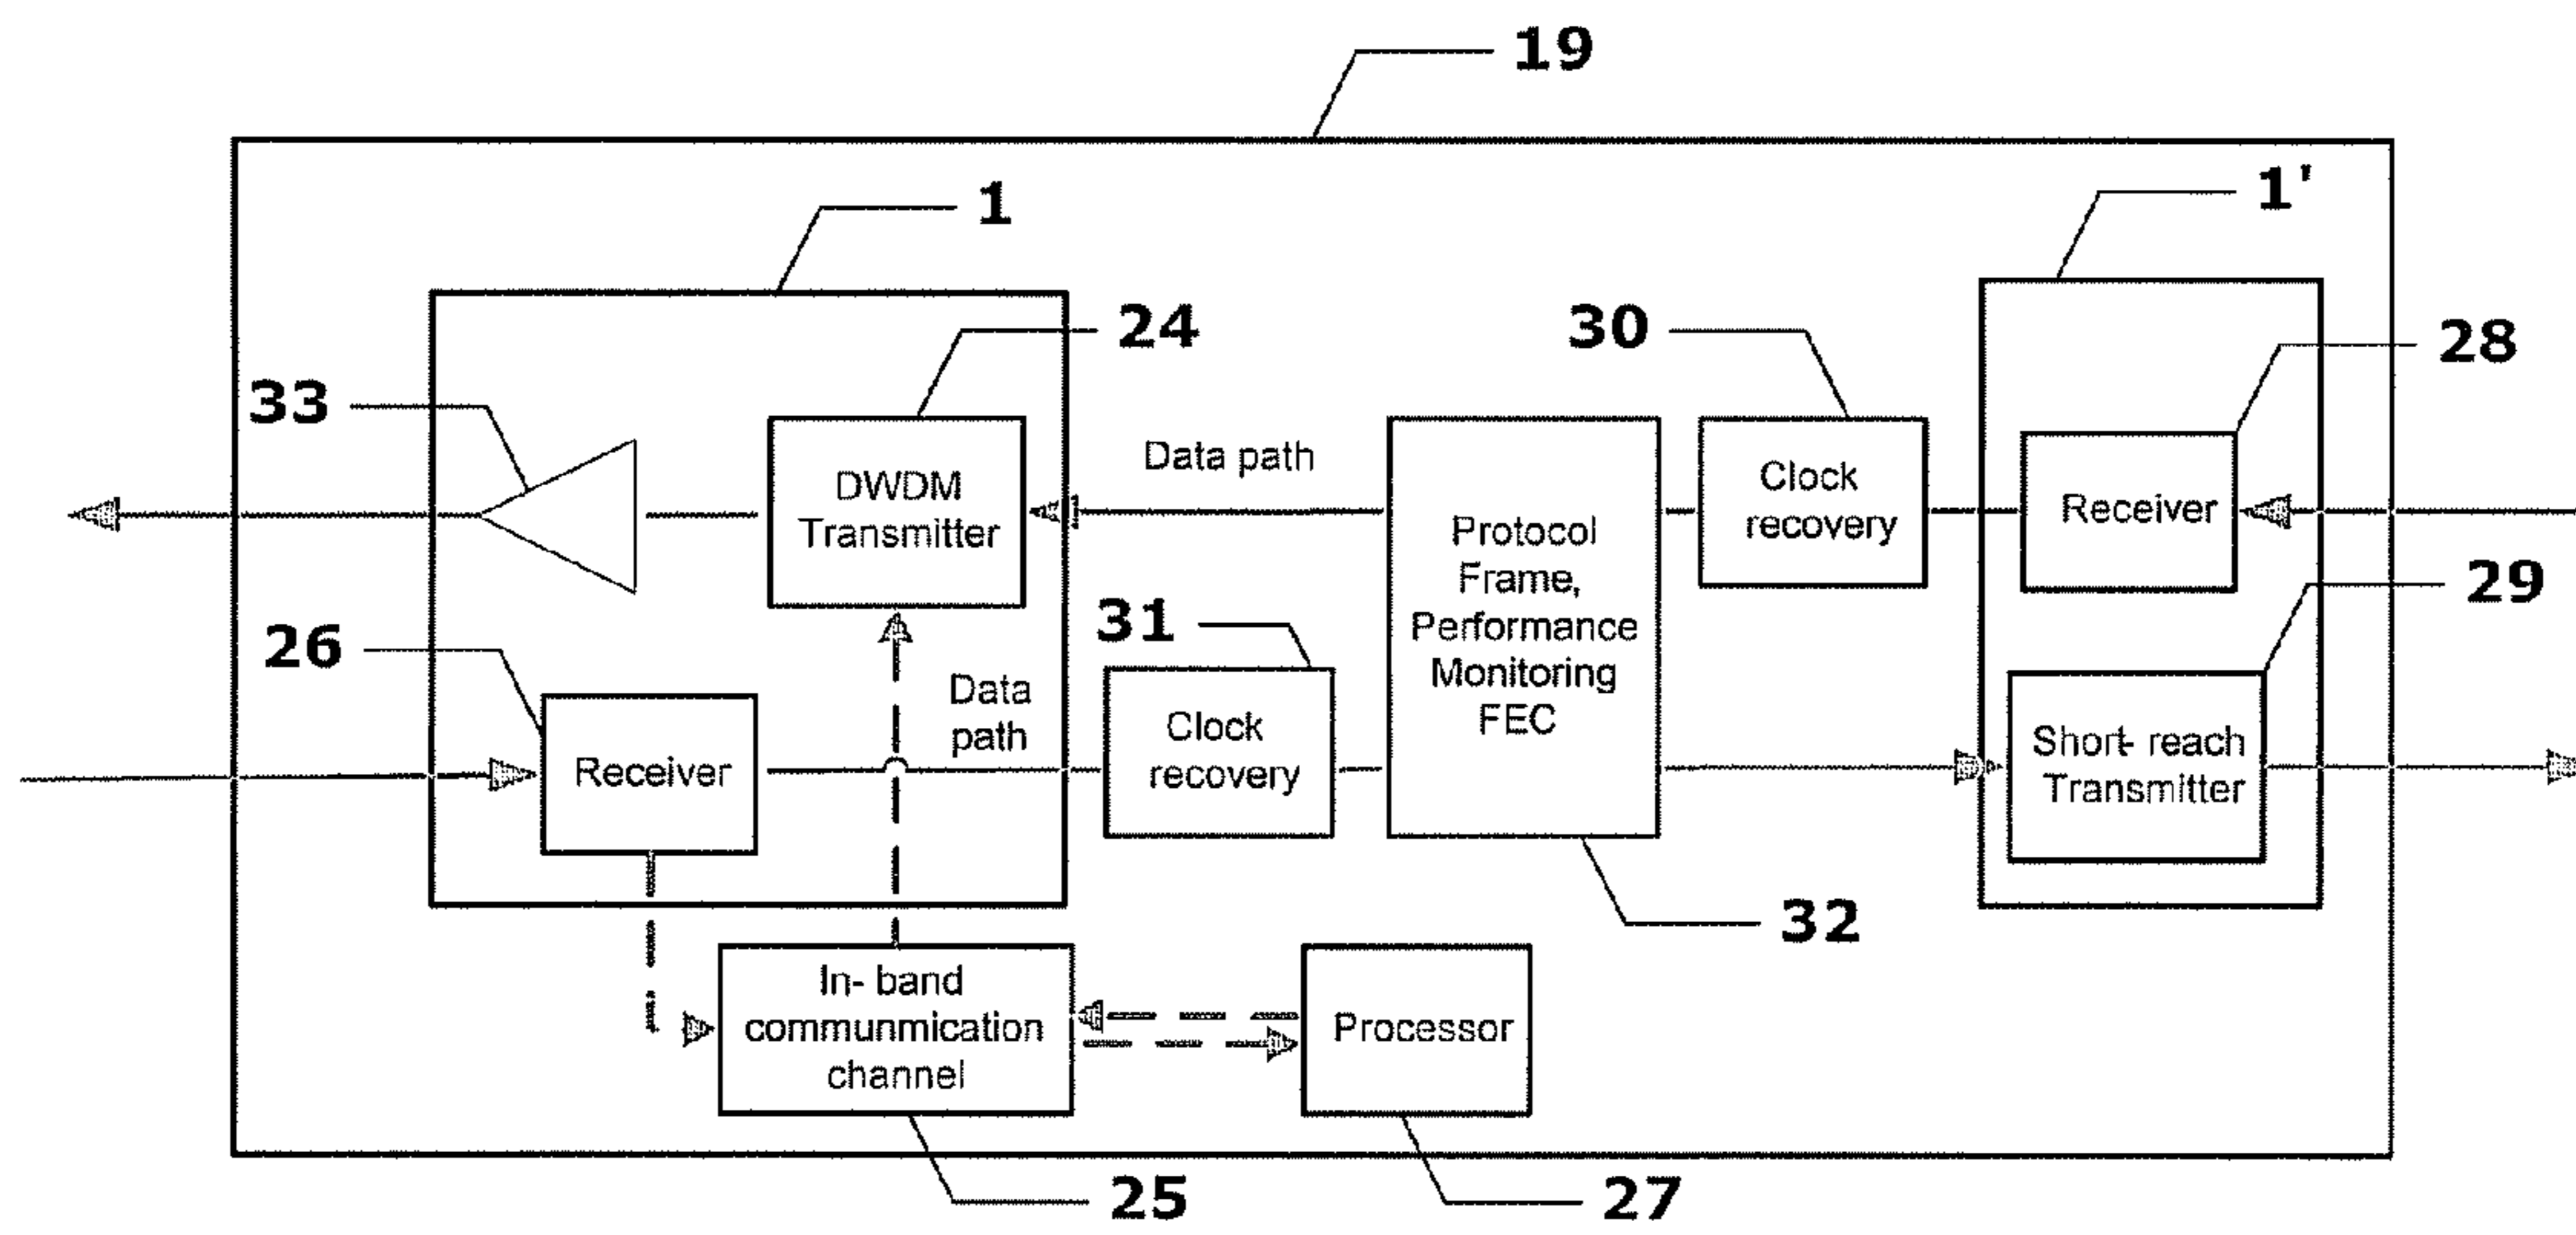 19
1
1'
24
30
28
33
Data path
DWDM
Transmitter
Clock
recovery
Receiver
Protocol
Frame,
Performance
Monitoring
FEC
29
31
26
Data
path
Receiver
Clock
recovery
Short- reach
Transmitter
32
In- band
communmication
channel
Processor
25
27